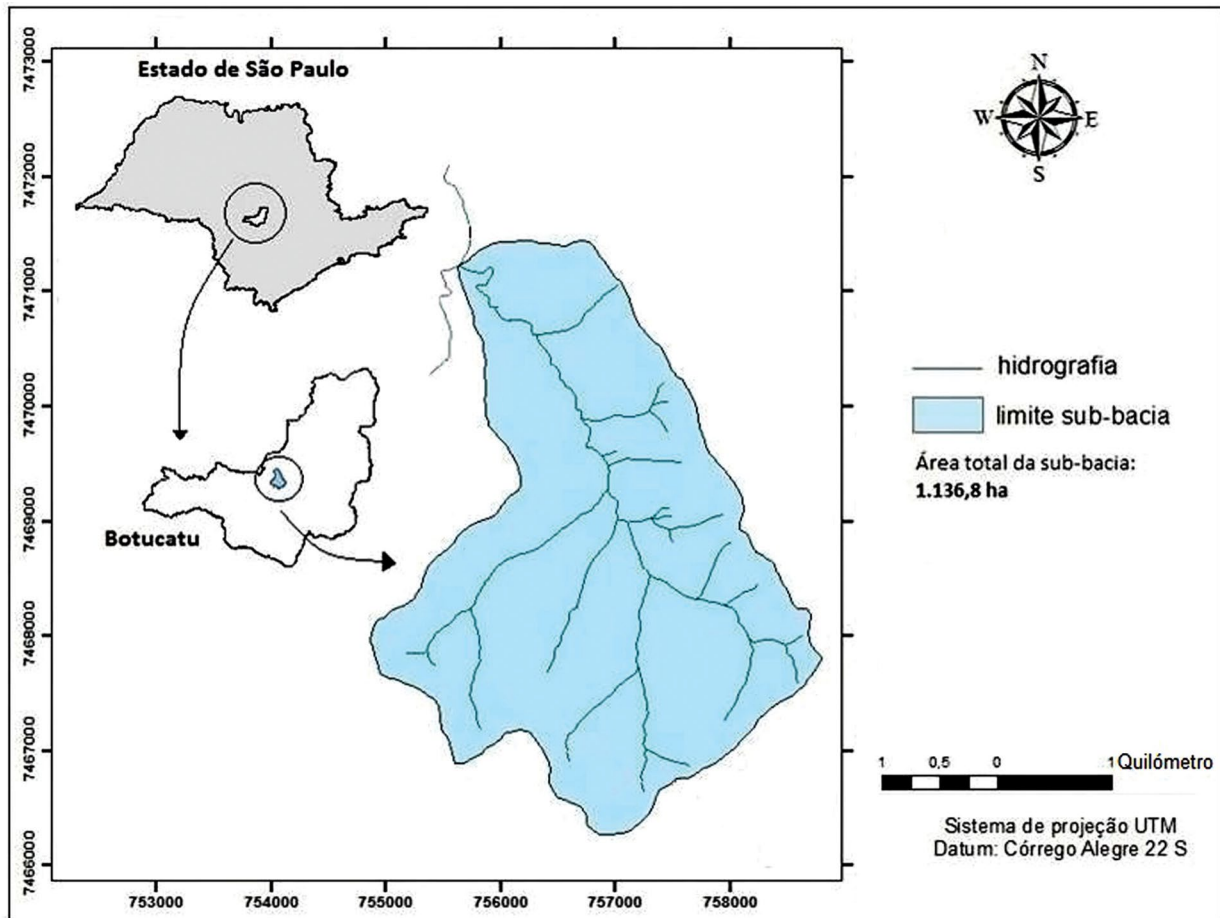 Estado de São Paulo
Botucatu
N
W E
S
hidrografia
limite sub-bacia
Área total da sub-bacia:
1.136,8 ha
1 0,5 0 1 Quilómetro
Sistema de projeção UTM
Datum: Córrego Alegre 22 S
7473000
7472000
7471000
7470000
7469000
7468000
7467000
7466000
753000 754000 755000 756000 757000 758000